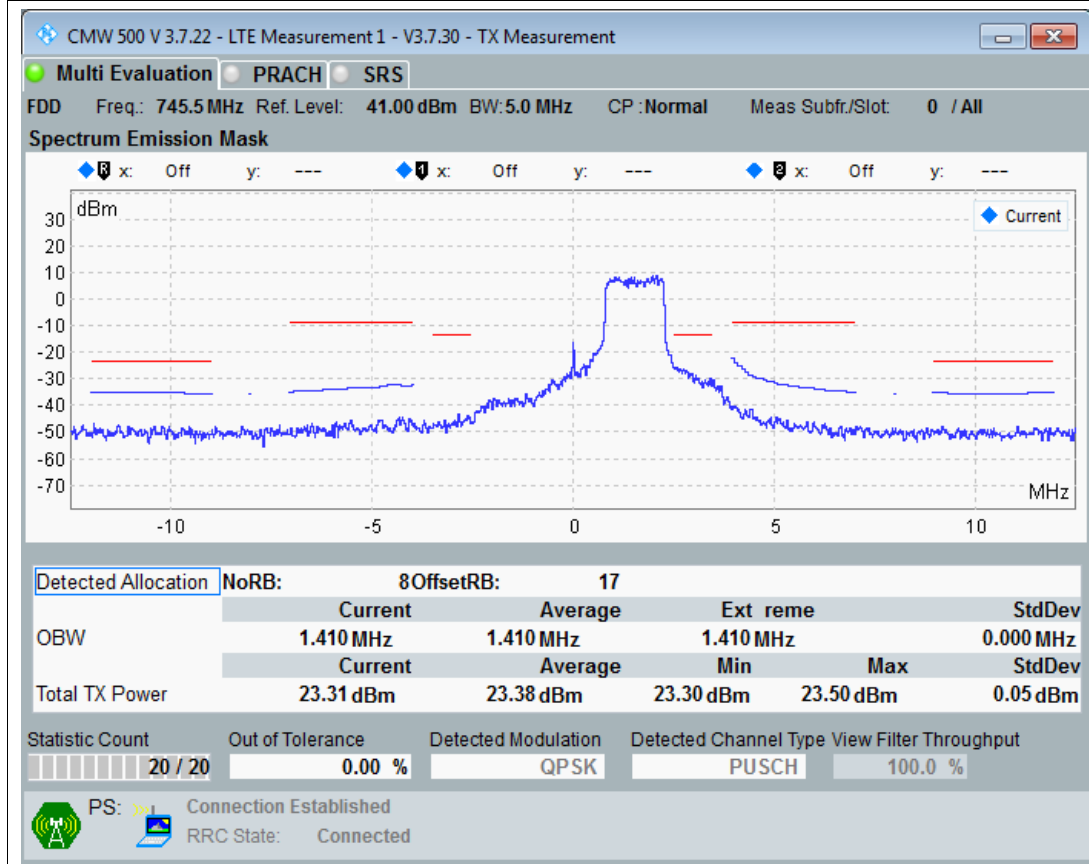 CMW 500 V 3.7.22 - LTE Measurement 1 - V3.7.30 - TX Measurement
Multi Evaluation PRACH SRS
FDD Freq.: 745.5 MHz Ref. Level: 41.00 dBm BW: 5.0 MHz CP : Normal Meas Subfr./Slot: 0 / All
Spectrum Emission Mask
R x: Off y: --- 1 x: Off y: --- 2 x: Off y: ---
dBm
Current
30
20
10
0
-10
-20
-30
-40
-50
-60
-70
MHz
-10 -5 0 5 10
Detected Allocation NoRB: 8 OffsetRB: 17
Current Average Ext reme StdDev
OBW 1.410 MHz 1.410 MHz 1.410 MHz 0.000 MHz
Current Average Min Max StdDev
Total TX Power 23.31 dBm 23.38 dBm 23.30 dBm 23.50 dBm 0.05 dBm
Statistic Count Out of Tolerance Detected Modulation Detected Channel Type View Filter Throughput
20 / 20 0.00 % QPSK PUSCH 100.0 %
PS: Connection Established
RRC State: Connected